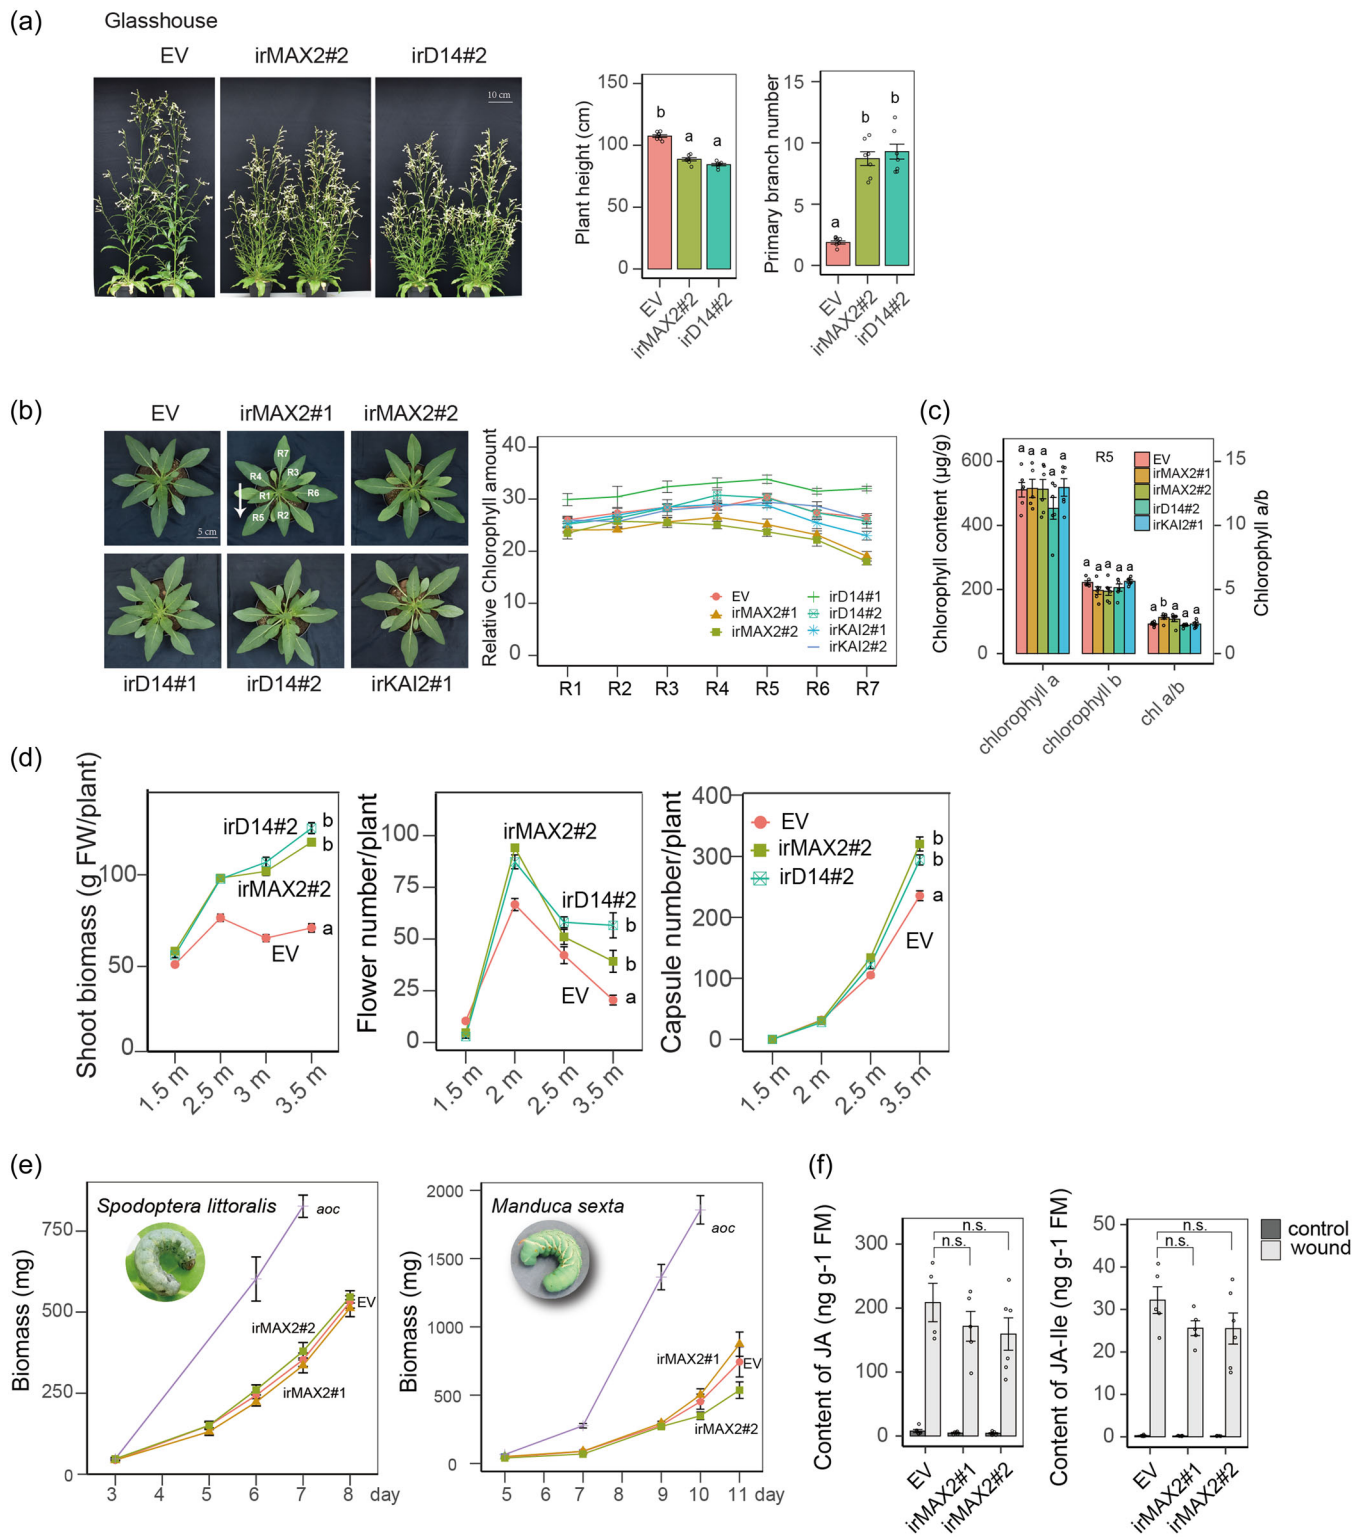 (a)
Glasshouse
EV irMAX2#2 irD14#2
10 cm
Plant height (cm)
150
100
50
0
b a a
EV irMAX2#2 irD14#2
Primary branch number
15
10
5
0
a b b
EV irMAX2#2 irD14#2
(b)
EV irMAX2#1 irMAX2#2
R7
R4 R3
R1 R6
R5 R2
5 cm
irD14#1 irD14#2 irKAI2#1
Relative Chlorophyll amount
40
30
20
10
0
EV
irMAX2#1
irMAX2#2
irD14#1
irD14#2
irKAI2#1
irKAI2#2
R1 R2 R3 R4 R5 R6 R7
(c)
Chlorophyll content (µg/g)
600
400
200
0
a a a a a
a a a a a
a b a a a
R5
EV
irMAX2#1
irMAX2#2
irD14#2
irKAI2#1
15
10
5
0
Chlorophyll a/b
chlorophyll a chlorophyll b chl a/b
(d)
Shoot biomass (g FW/plant)
100
50
0
irD14#2 b
b
irMAX2#2
a
EV
1.5 m 2.5 m 3 m 3.5 m
Flower number/plant
100
75
50
25
0
irMAX2#2
irD14#2
b
b
EV a
1.5 m 2 m 2.5 m 3.5 m
Capsule number/plant
400
300
200
100
0
EV
irMAX2#2
irD14#2
b
b
a
EV
1.5 m 2 m 2.5 m 3.5 m
(e)
Biomass (mg)
750
500
250
0
Spodoptera littoralis
aoc
EV
irMAX2#2
irMAX2#1
3 4 5 6 7 8 day
Biomass (mg)
2000
1500
1000
500
0
Manduca sexta
aoc
irMAX2#1
EV
irMAX2#2
5 6 7 8 9 10 11 day
(f)
Content of JA (ng g-1 FM)
300
200
100
0
n.s.
n.s.
EV irMAX2#1 irMAX2#2
Content of JA-Ile (ng g-1 FM)
50
40
30
20
10
0
n.s.
n.s.
EV irMAX2#1 irMAX2#2
control
wound